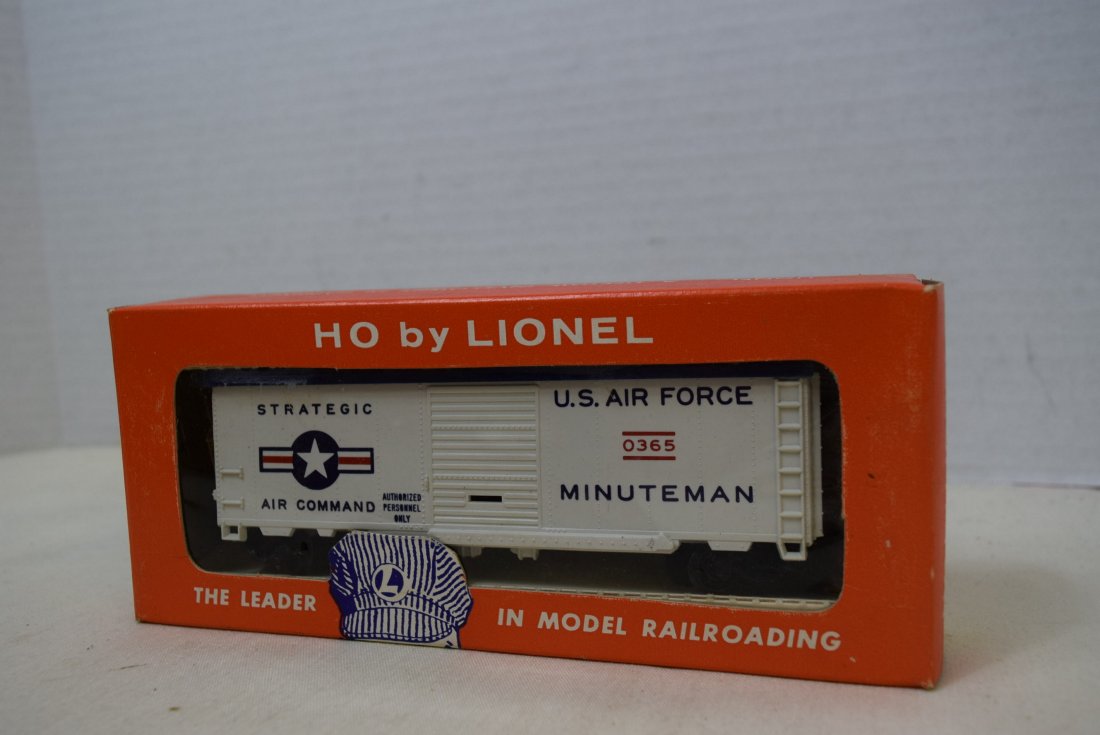 HO by LIONEL
STRATEGIC
AIR COMMAND
AUTHORIZED
PERSONNEL
ONLY
U.S. AIR FORCE
0365
MINUTEMAN
L
THE LEADER
IN MODEL RAILROADING